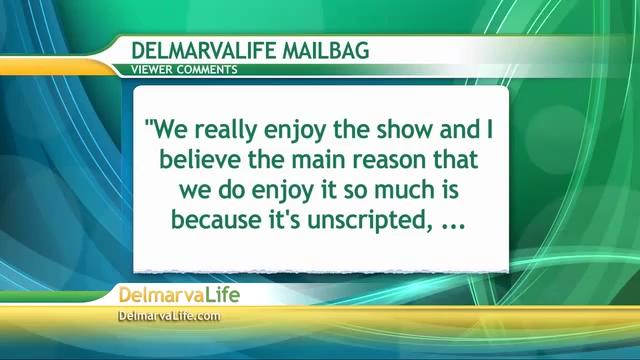 DELMARVALIFE MAILBAG
VIEWER COMMENTS
"We really enjoy the show and I
believe the main reason that
we do enjoy it so much is
because it's unscripted, ...
DelmarvaLife
DelmarvaLife.com